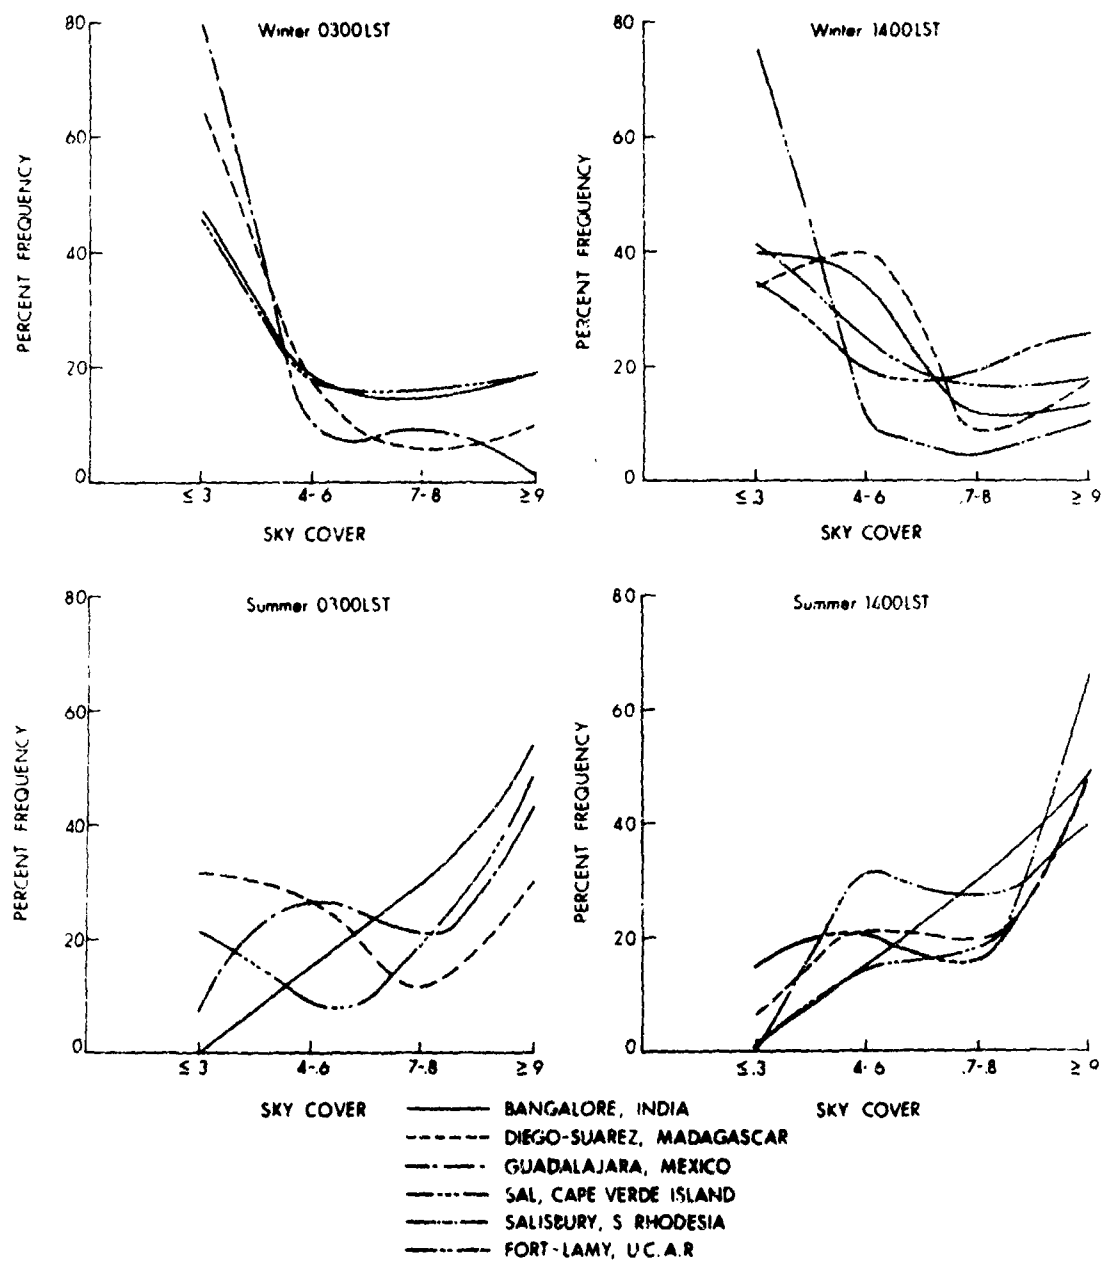 Winter 0300LST
80
60
40
20
0
PERCENT FREQUENCY
≤ .3 4-.6 7-.8 ≥ 9
SKY COVER
Winter 1400LST
80
60
40
20
0
PERCENT FREQUENCY
≤ .3 4-.6 .7-.8 ≥ 9
SKY COVER
Summer 0300LST
80
60
40
20
0
PERCENT FREQUENCY
≤ .3 4-.6 7-.8 ≥ 9
SKY COVER
Summer 1400LST
80
60
40
20
0
PERCENT FREQUENCY
≤ .3 4-.6 .7-.8 ≥ 9
SKY COVER
BANGALORE, INDIA
DIEGO-SUAREZ, MADAGASCAR
GUADALAJARA, MEXICO
SAL, CAPE VERDE ISLAND
SALISBURY, S RHODESIA
FORT-LAMY, U.C.A.R